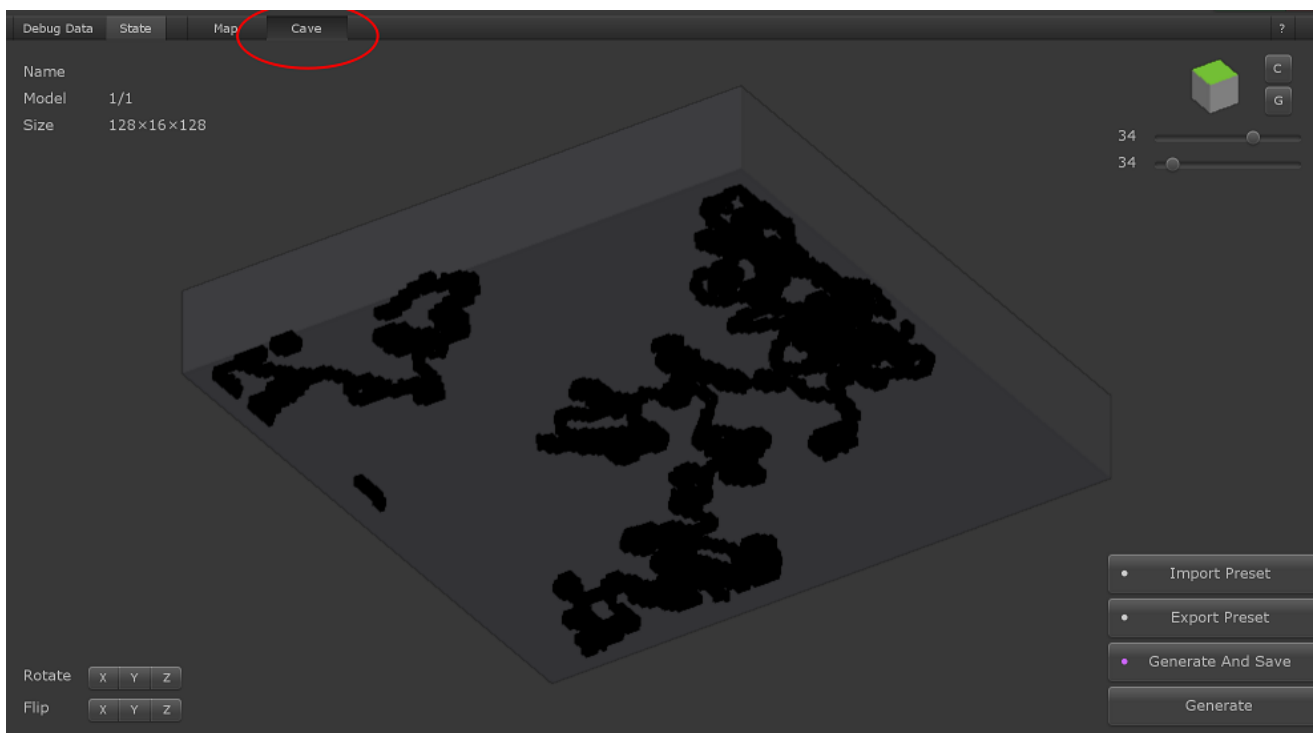 Debug Data State Map Cave ?
Name
Model 1/1
Size 128×16×128
C
G
34
34
Import Preset
Export Preset
Generate And Save
Generate
Rotate X Y Z
Flip X Y Z